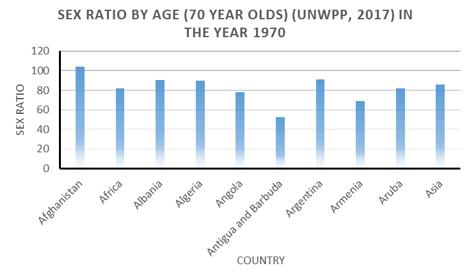 SEX RATIO BY AGE (70 YEAR OLDS) (UNWPP, 2017) IN
THE YEAR 1970
SEX RATIO
120
100
80
60
40
20
0
Afghanistan
Africa
Albania
Algeria
Angola
Antigua and Barbuda
Argentina
Armenia
Aruba
Asia
COUNTRY